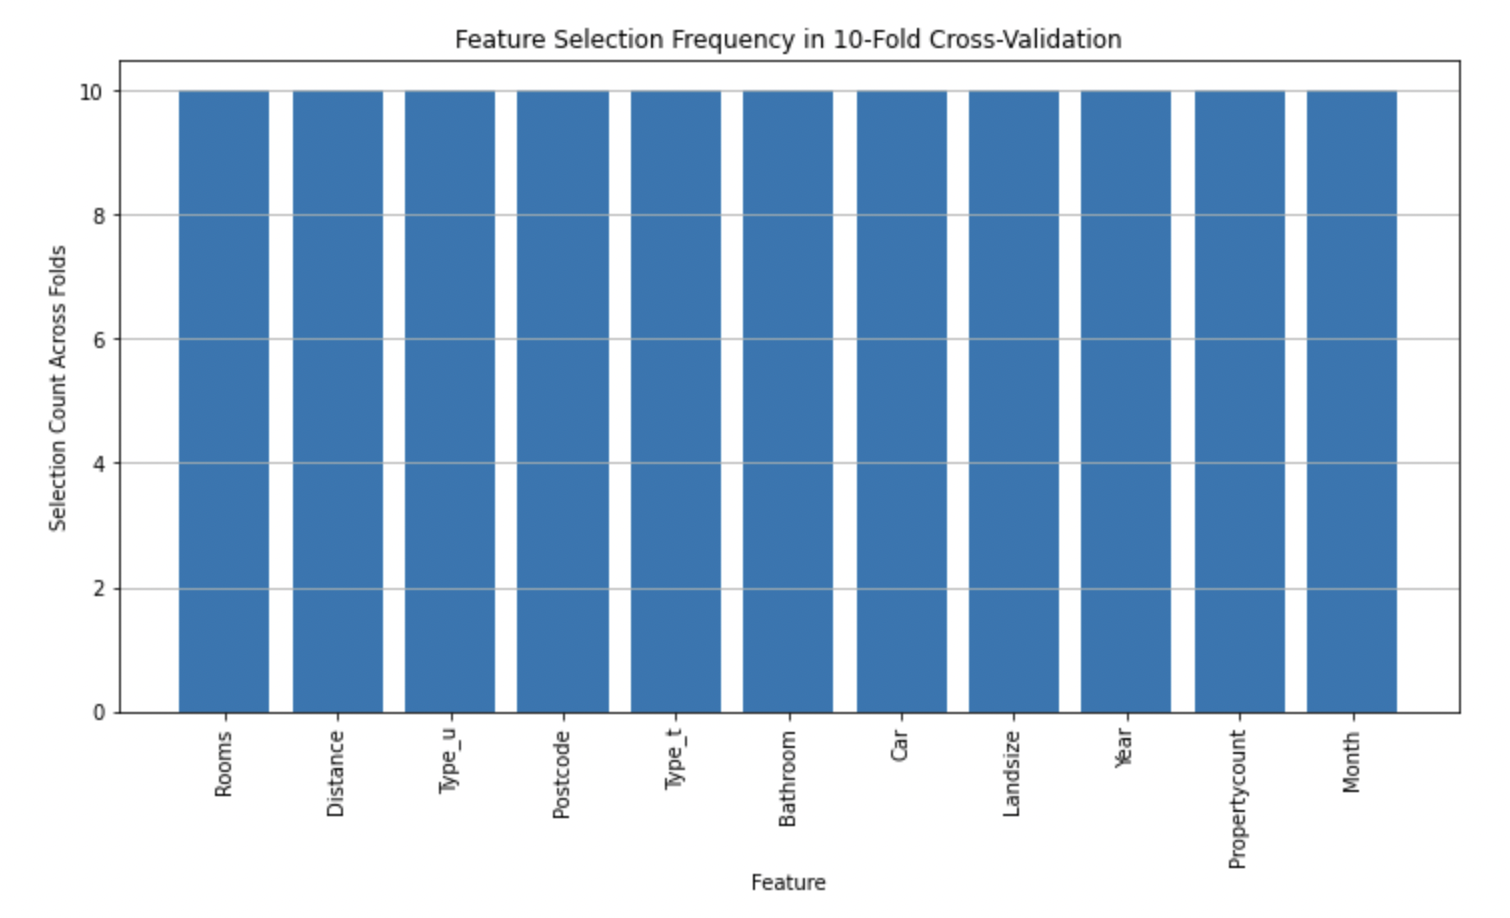 Feature Selection Frequency in 10-Fold Cross-Validation
Selection Count Across Folds
10
8
6
4
2
0
Rooms
Distance
Type_u
Postcode
Type_t
Bathroom
Car
Landsize
Year
Propertycount
Month
Feature